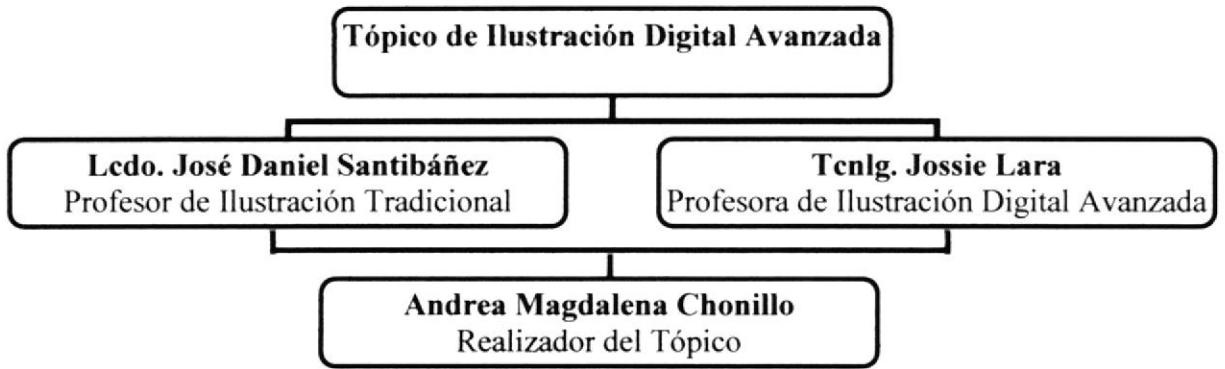 Tópico de Ilustración Digital Avanzada
Lcdo. José Daniel Santibáñez
Profesor de Ilustración Tradicional
Tcnlg. Jossie Lara
Profesora de Ilustración Digital Avanzada
Andrea Magdalena Chonillo
Realizador del Tópico